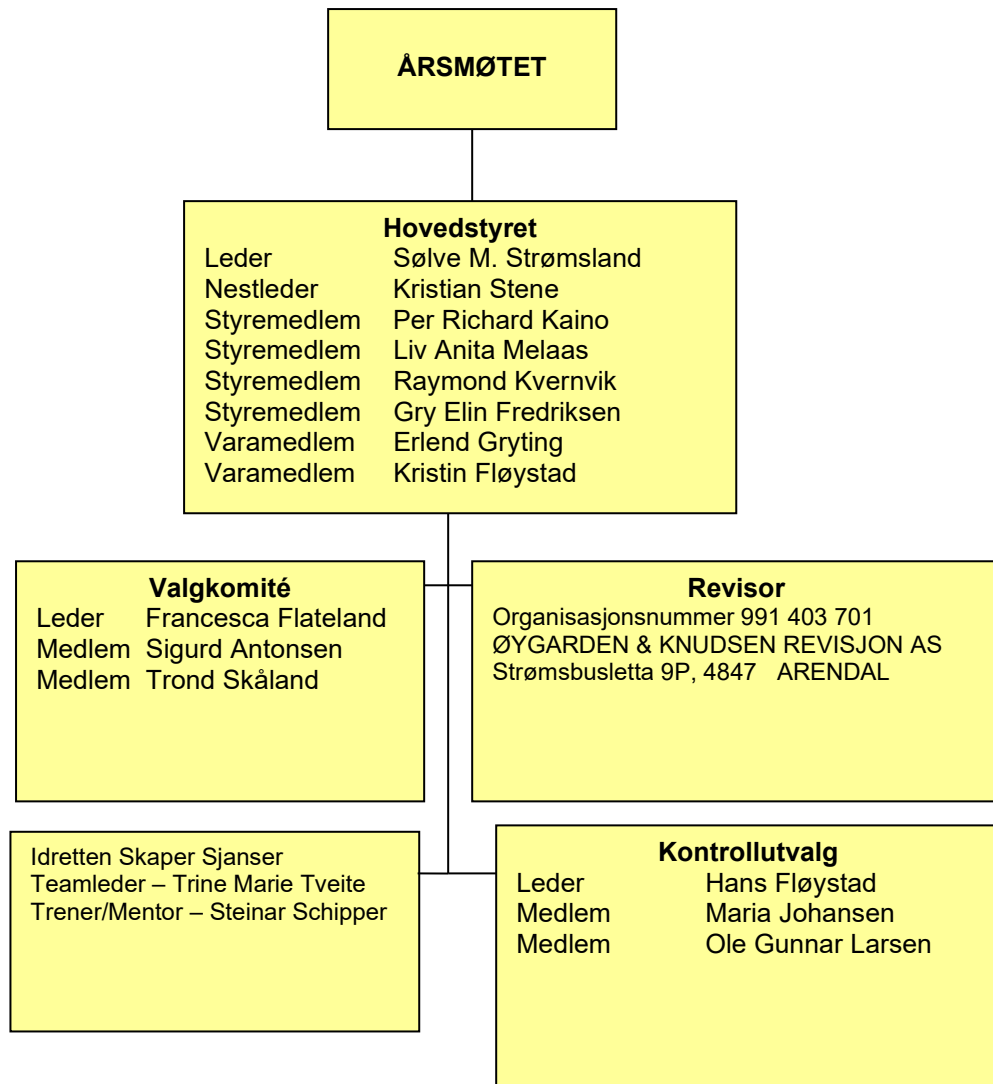 ÅRSMØTET
Hovedstyret
Leder Sølve M. Strømsland
Nestleder Kristian Stene
Styremedlem Per Richard Kaino
Styremedlem Liv Anita Melaas
Styremedlem Raymond Kvernvik
Styremedlem Gry Elin Fredriksen
Varamedlem Erlend Gryting
Varamedlem Kristin Fløystad
Valgkomité
Leder Francesca Flateland
Medlem Sigurd Antonsen
Medlem Trond Skåland
Revisor
Organisasjonsnummer 991 403 701
ØYGARDEN & KNUDSEN REVISJON AS
Strømsbusletta 9P, 4847 ARENDAL
Idretten Skaper Sjanser
Teamleder – Trine Marie Tveite
Trener/Mentor – Steinar Schipper
Kontrollutvalg
Leder Hans Fløystad
Medlem Maria Johansen
Medlem Ole Gunnar Larsen